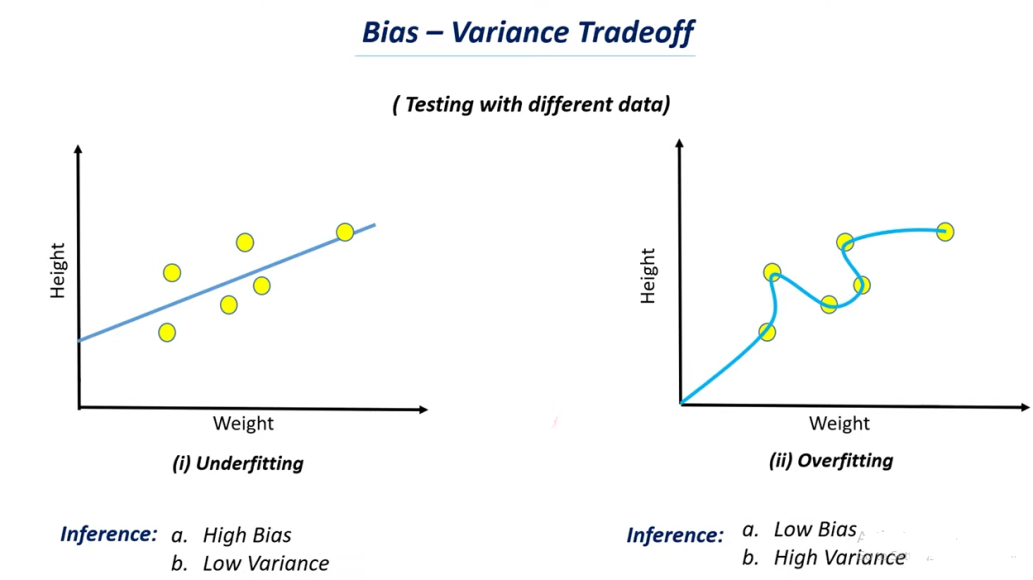 Bias – Variance Tradeoff
( Testing with different data)
Height
Weight
(i) Underfitting
Inference: a. High Bias
b. Low Variance
Height
Weight
(ii) Overfitting
Inference: a. Low Bias
b. High Variance